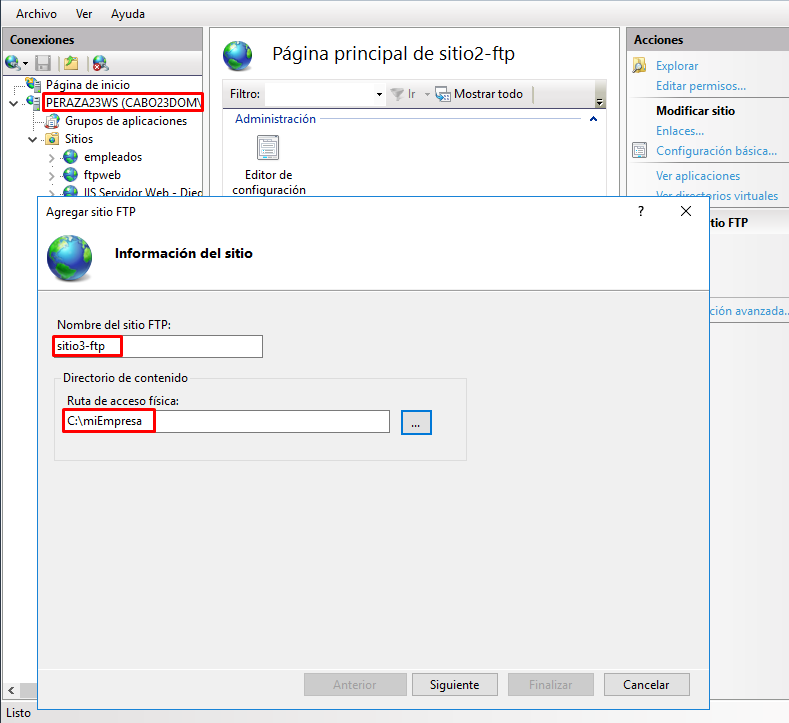 Archivo Ver Ayuda
Conexiones
Página de inicio
PERAZA23WS (CABO23DOM\
Grupos de aplicaciones
Sitios
empleados
ftpweb
IIS Servidor Web - Died
Página principal de sitio2-ftp
Filtro: Ir Mostrar todo
Administración
Editor de
configuración
Acciones
Explorar
Editar permisos...
Modificar sitio
Enlaces...
Configuración básica...
Ver aplicaciones
Ver directorios virtuales
tio FTP
ción avanzada..
Agregar sitio FTP ?
Información del sitio
Nombre del sitio FTP:
sitio3-ftp
Directorio de contenido
Ruta de acceso física:
C:\miEmpresa
...
Anterior Siguiente Finalizar Cancelar
Listo